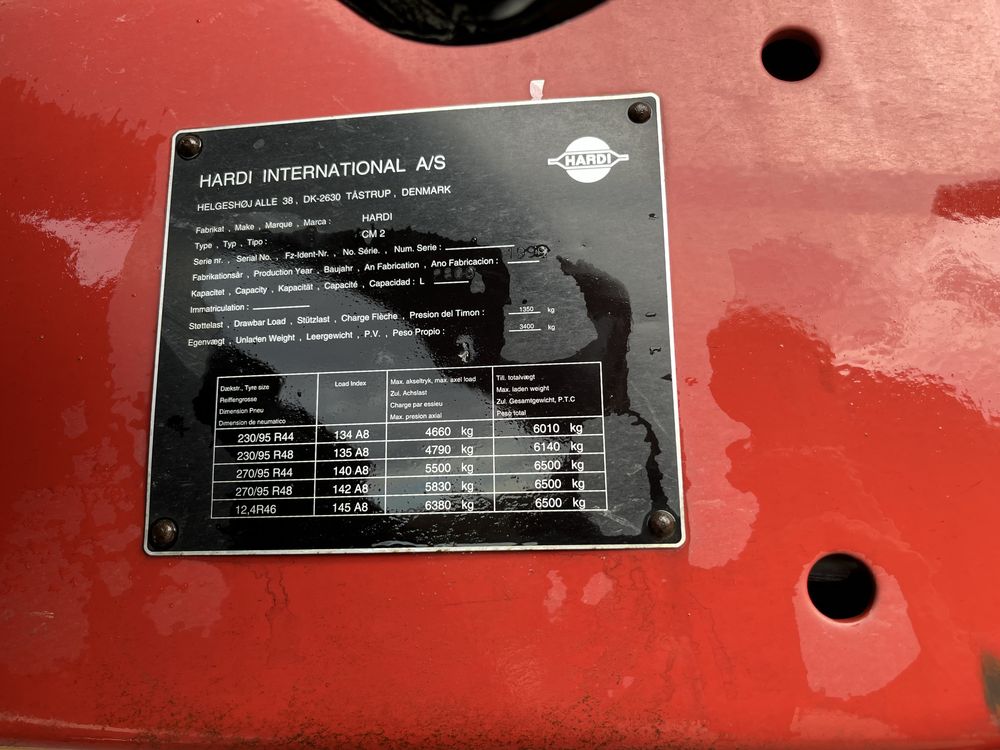 HARDI INTERNATIONAL A/S
HARDI
HELGESHØJ ALLE 38 , DK-2630 TÅSTRUP , DENMARK
Fabrikat , Make , Marque , Marca : HARDI
Type , Typ , Tipo : CM 2
Serie nr. , Serial No. , Fz-Ident-Nr. , No. Série. , Num. Serie :
Fabrikationsår , Production Year , Baujahr , An Fabrication , Ano Fabricacion :
Kapacitet , Capacity , Kapacität , Capacité , Capacidad : L
Immatriculation :
Støttelast , Drawbar Load , Stützlast , Charge Flèche , Presion del Timon : 1350 kg
Egenvægt , Unladen Weight , Leergewicht , P.V. , Peso Propio : 3400 kg
Dækstr., Tyre size
Reiffengrosse
Dimension Pneu
Dimension de neumatico
Load Index
Max. akseltryk, max. axel load
Zul. Achslast
Charge par essieu
Max. presion axial
Till. totalvægt
Max. laden weight
Zul. Gesamtgewicht, P.T.C
Peso total
230/95 R44 134 A8 4660 kg 6010 kg
230/95 R48 135 A8 4790 kg 6140 kg
270/95 R44 140 A8 5500 kg 6500 kg
270/95 R48 142 A8 5830 kg 6500 kg
12,4R46 145 A8 6380 kg 6500 kg